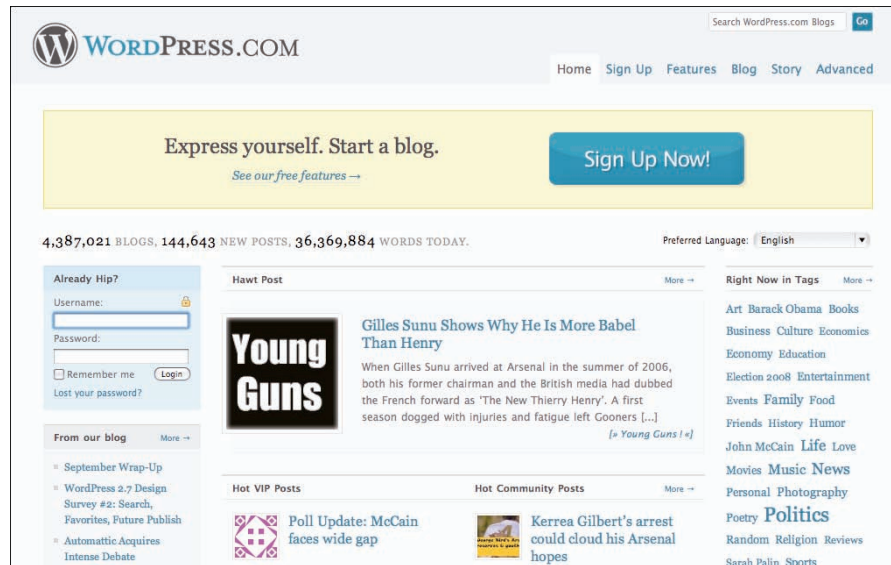 Search WordPress.com Blogs
Go
WORDPRESS.COM
Home Sign Up Features Blog Story Advanced
Express yourself. Start a blog.
See our free features →
Sign Up Now!
4,387,021 BLOGS, 144,643 NEW POSTS, 36,369,884 WORDS TODAY.
Preferred Language: English
Already Hip?
Username:
Password:
Remember me Login
Lost your password?
From our blog More →
September Wrap-Up
WordPress 2.7 Design
Survey #2: Search,
Favorites, Future Publish
Automattic Acquires
Intense Debate
Hawt Post More →
Young
Guns
Gilles Sunu Shows Why He Is More Babel
Than Henry
When Gilles Sunu arrived at Arsenal in the summer of 2006,
both his former chairman and the British media had dubbed
the French forward as ‘The New Thierry Henry’. A first
season dogged with injuries and fatigue left Gooners [...]
[» Young Guns ! «]
Hot VIP Posts
Poll Update: McCain
faces wide gap
Hot Community Posts More →
Kerrea Gilbert’s arrest
could cloud his Arsenal
hopes
Right Now in Tags More →
Art Barack Obama Books
Business Culture Economics
Economy Education
Election 2008 Entertainment
Events Family Food
Friends History Humor
John McCain Life Love
Movies Music News
Personal Photography
Poetry Politics
Random Religion Reviews
Sarah Palin Sports